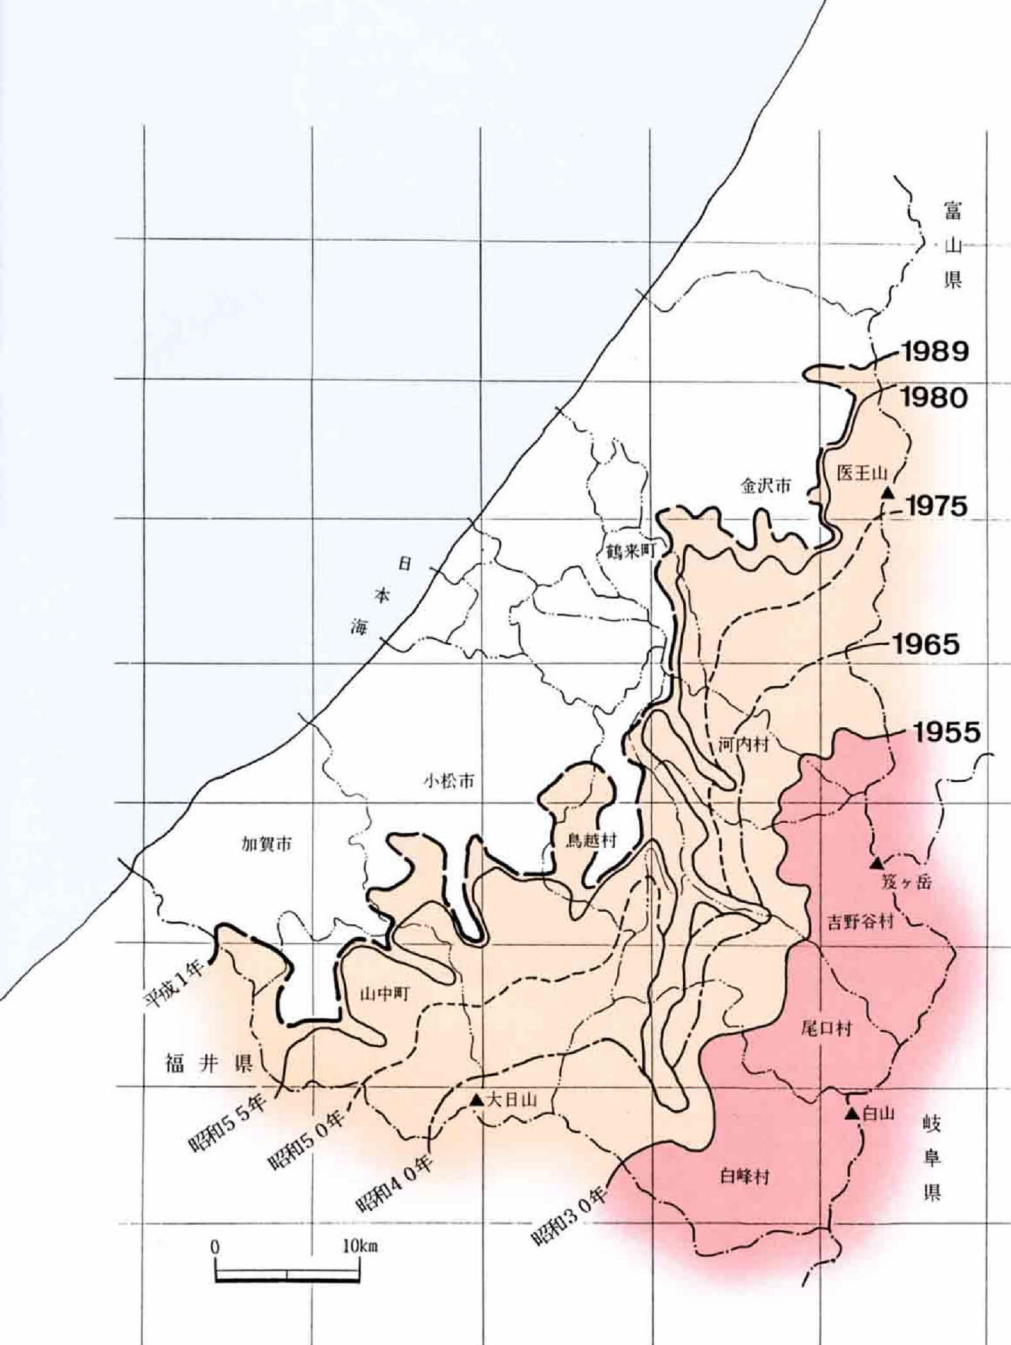 富山県
1989
1980
医王山
金沢市
1975
鶴来町
日本海
1965
1955
河内村
小松市
加賀市
鳥越村
笈ヶ岳
吉野谷村
平成1年
山中町
尾口村
福井県
大日山
白山
昭和55年
昭和50年
岐阜県
昭和40年
白峰村
昭和30年
0 10km